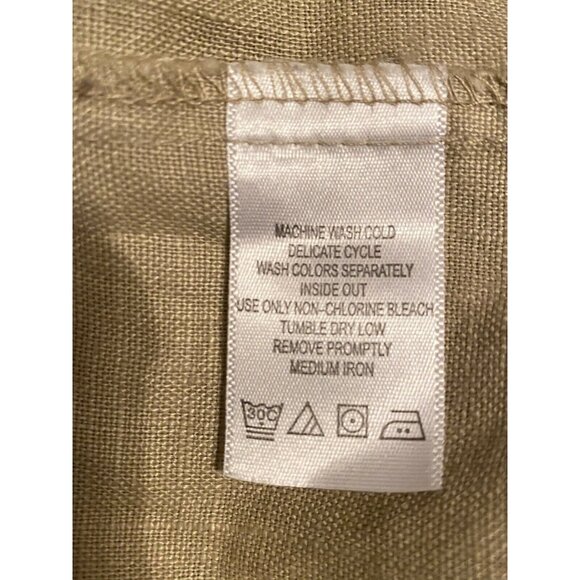 MACHINE WASH COLD
DELICATE CYCLE
WASH COLORS SEPARATELY
INSIDE OUT
USE ONLY NON-CHLORINE BLEACH
TUMBLE DRY LOW
REMOVE PROMPTLY
MEDIUM IRON
30C